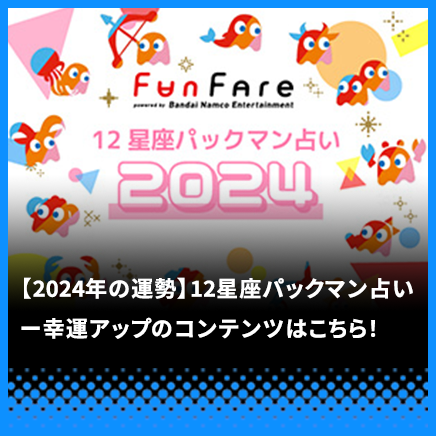 FunFare
powered by Bandai Namco Entertainment
12星座パックマン占い
2024
【2024年の運勢】12星座パックマン占い
ー幸運アップのコンテンツはこちら!